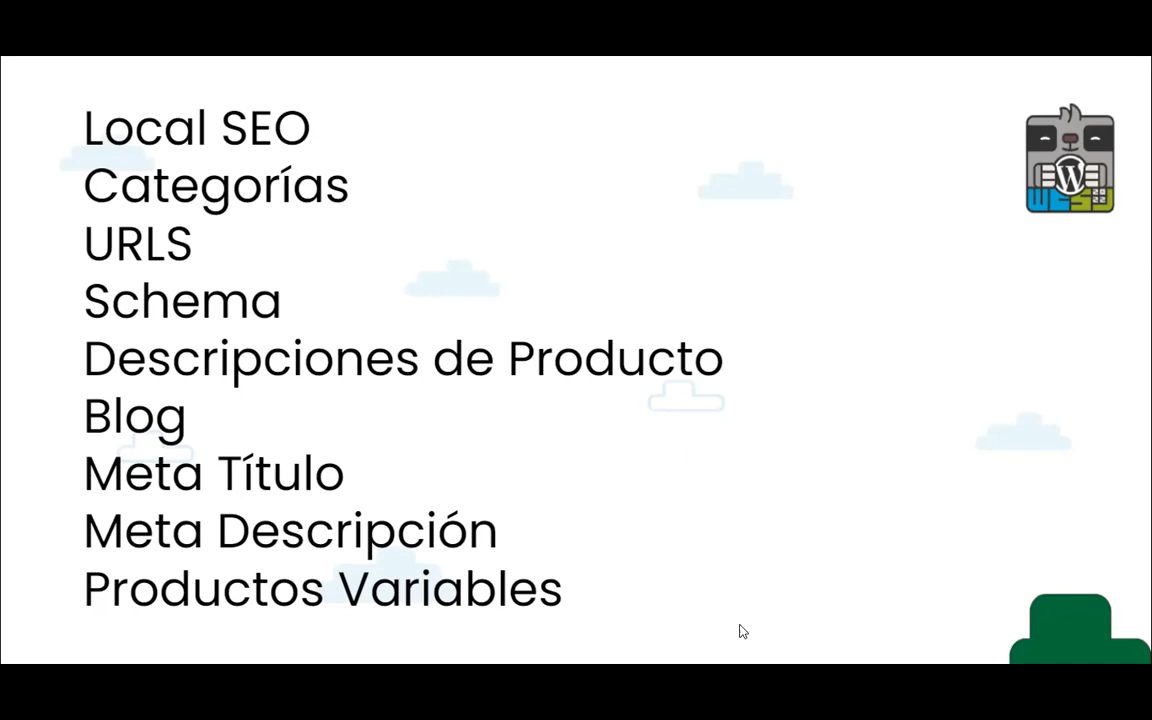 Local SEO
Categorías
URLS
Schema
Descripciones de Producto
Blog
Meta Título
Meta Descripción
Productos Variables